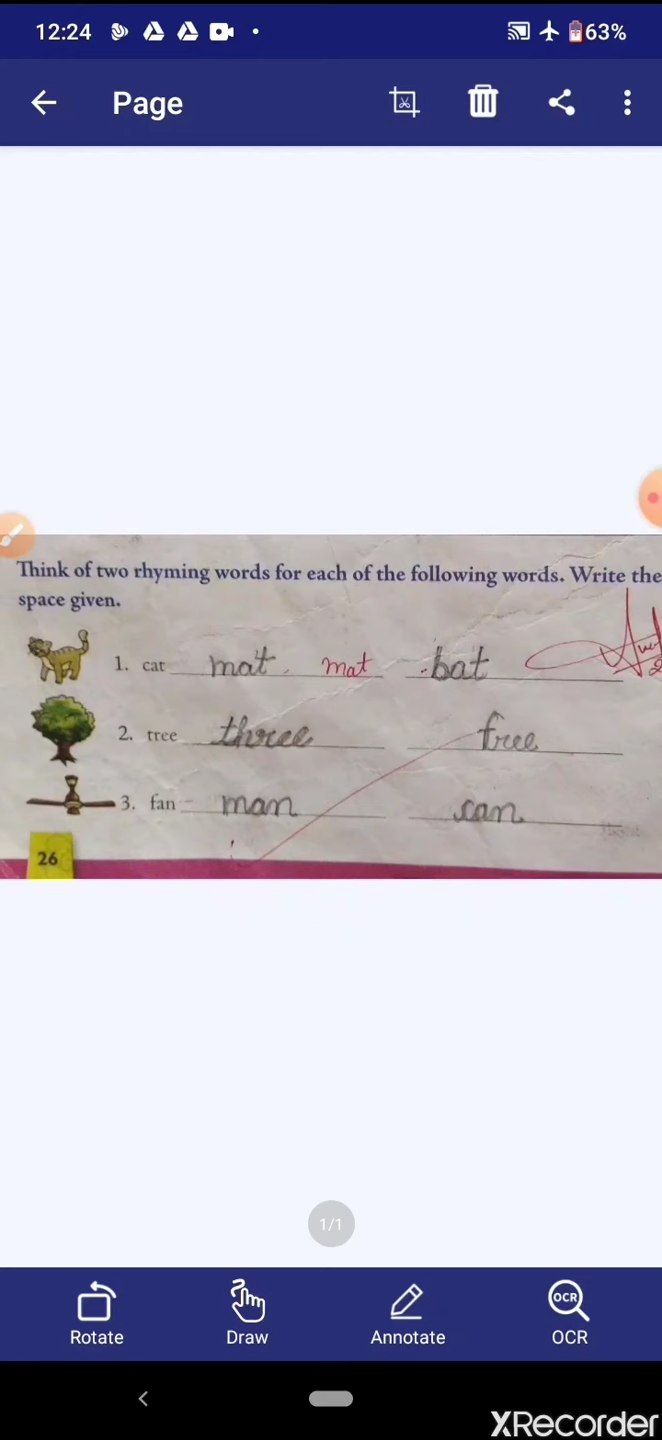 12:24 63%
Page
Think of two rhyming words for each of the following words. Write the
space given.
1. cat mat mat bat
2. tree three free
3. fan man can
26
1/1
Rotate Draw Annotate OCR
XRecorder